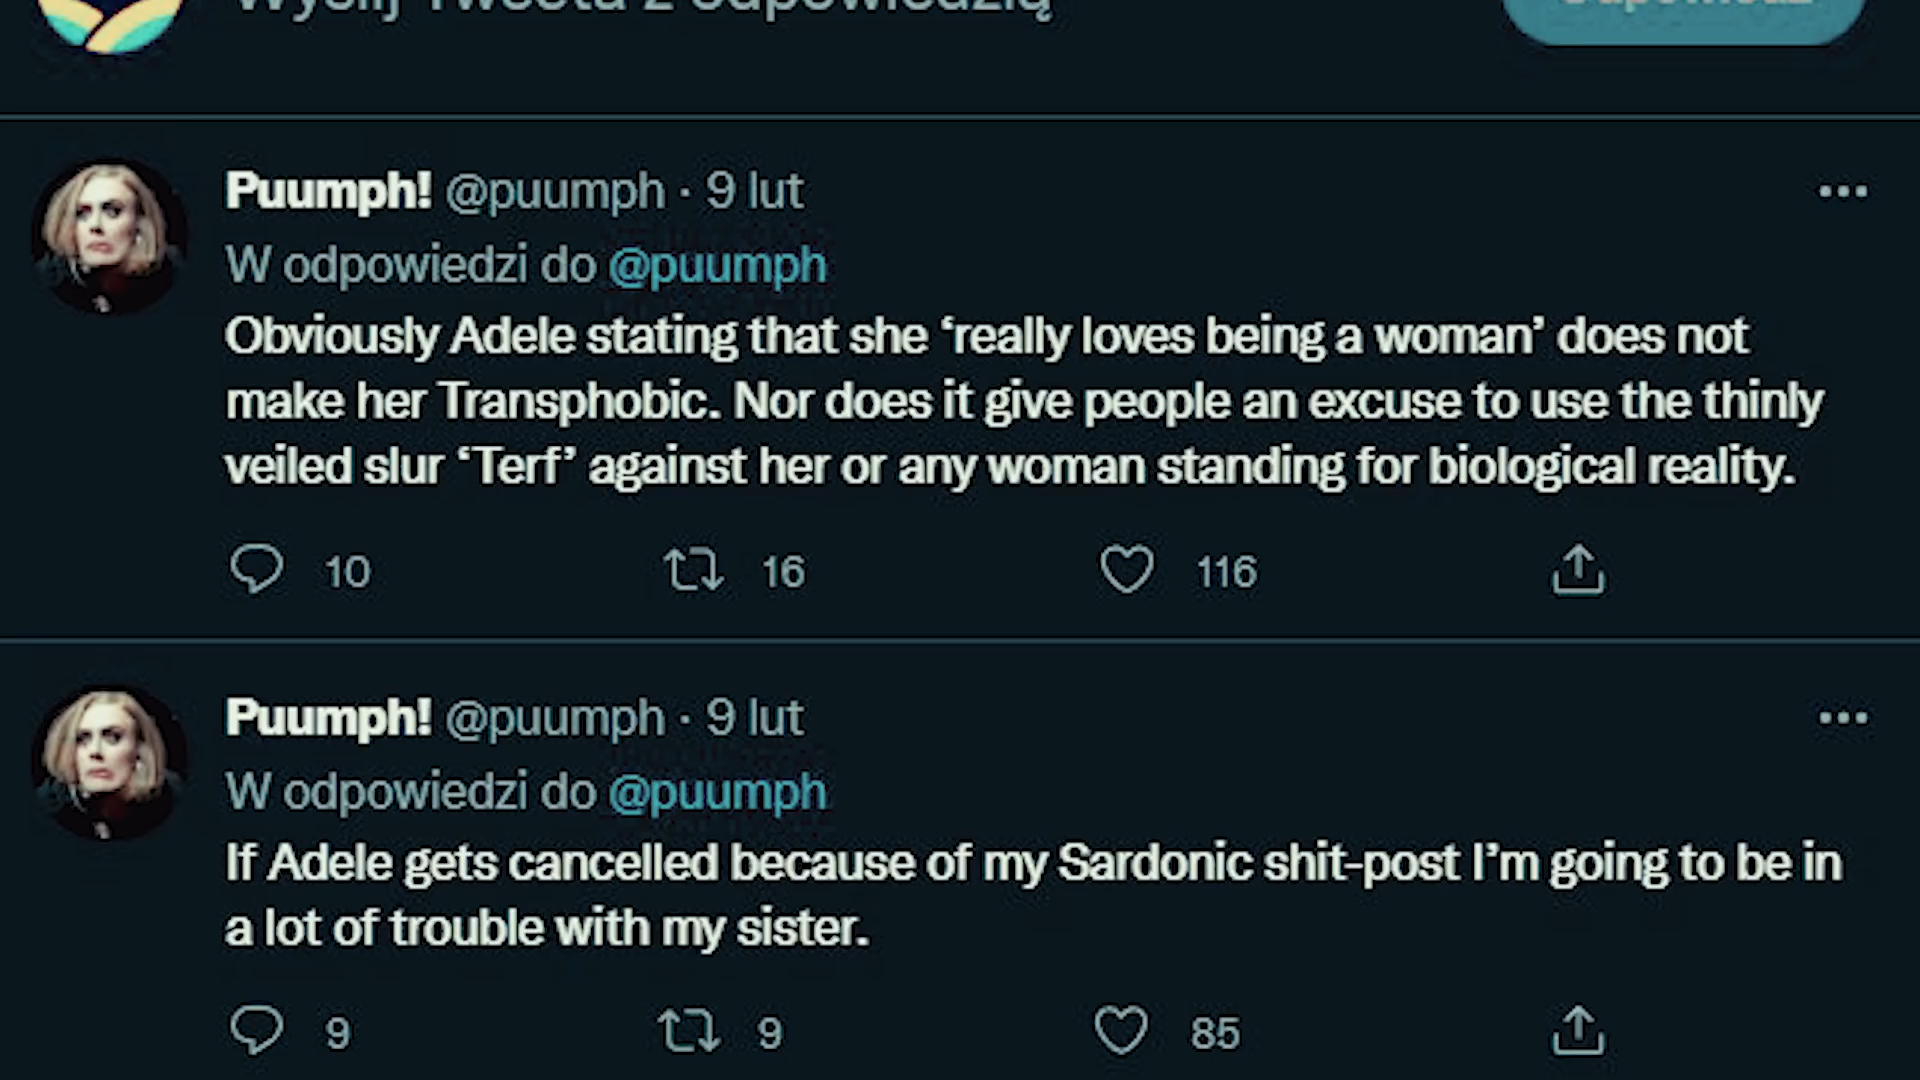 Wyślij Tweeta z odpowiedzią
Puumph! @puumph · 9 lut
W odpowiedzi do @puumph
Obviously Adele stating that she ‘really loves being a woman’ does not
make her Transphobic. Nor does it give people an excuse to use the thinly
veiled slur ‘Terf’ against her or any woman standing for biological reality.
10 16 116
Puumph! @puumph · 9 lut
W odpowiedzi do @puumph
If Adele gets cancelled because of my Sardonic shit-post I’m going to be in
a lot of trouble with my sister.
9 9 85